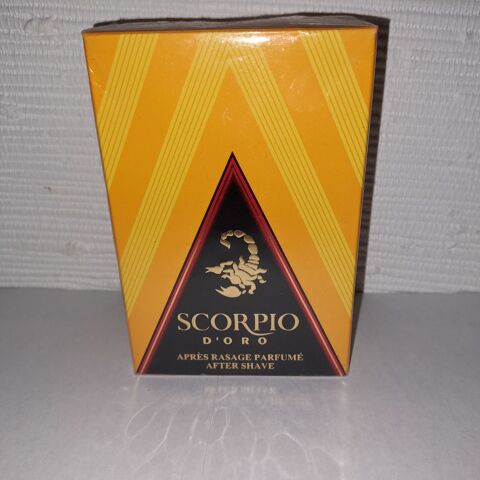 SCORPIO
D'ORO
APRÈS RASAGE PARFUMÉ
AFTER SHAVE